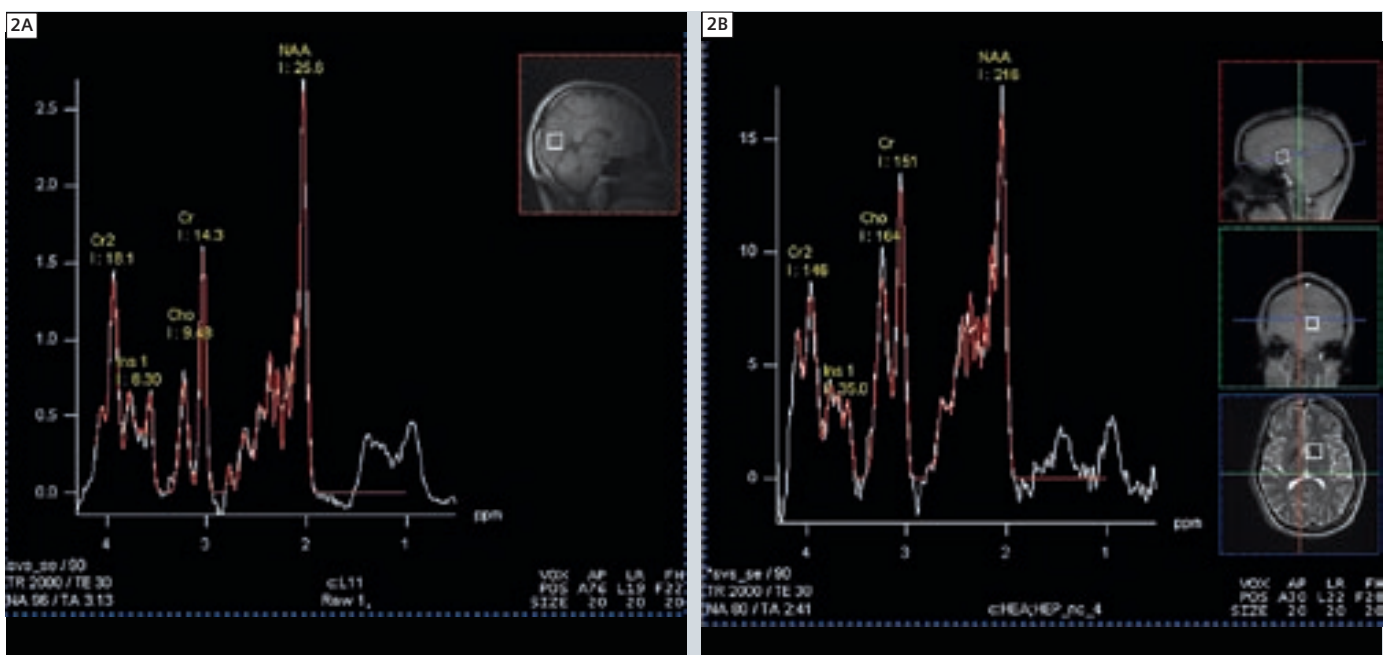 2A
NAA
I : 25.6
2.5
2.0
Cr2
I : 18.1
Cr
I : 14.3
1.5
Cho
I : 9.43
1.0
Ins 1
I : 6.30
0.5
0.0
ppm
4 3 2 1
svs_se / 90
TR 2000 / TE 30
NA 96 / TA 3:13
c:L11
Raw 1
VOX AP LR FH
POS A76 L19
SIZE 20 20 20
2B
NAA
I : 216
15
Cr
I : 151
Cho
I : 164
10
Cr2
I : 146
5
Ins 1
35.0
0
ppm
4 3 2 1
*svs_se / 90
TR 2000 / TE 30
NA 80 / TA 2:41
VOX AP LR FH
POS L22
SIZE 20 20 20